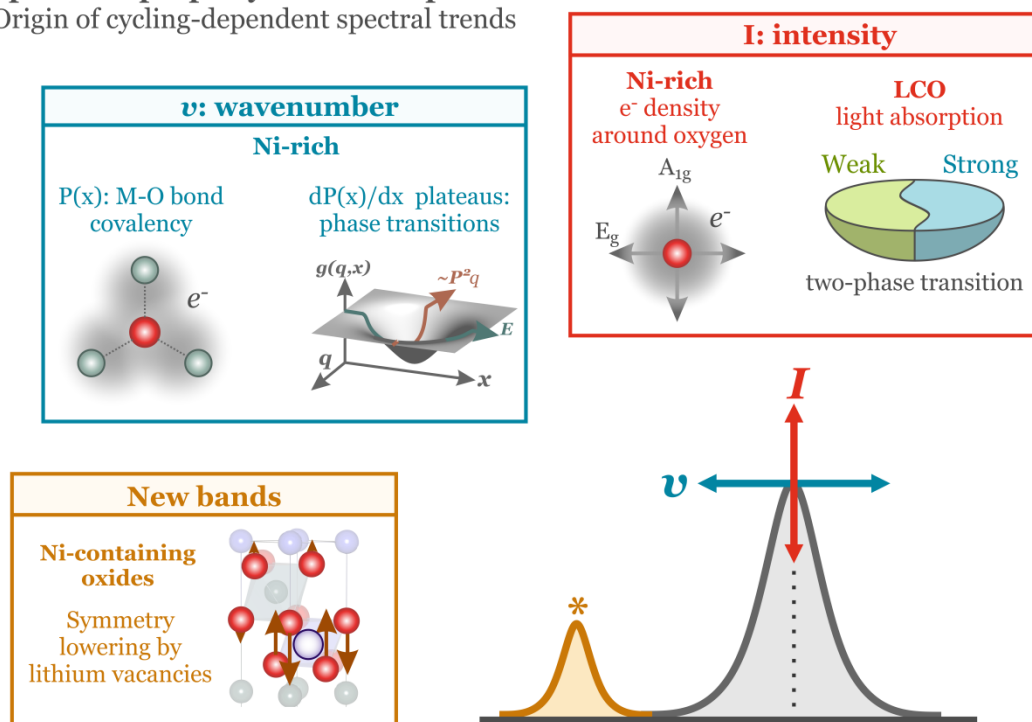 Origin of cycling-dependent spectral trends
I: intensity
Ni-rich
e⁻ density
around oxygen
A1g
Eg
e⁻
LCO
light absorption
Weak
Strong
two-phase transition
ν: wavenumber
Ni-rich
P(x): M-O bond
covalency
e⁻
dP(x)/dx plateaus:
phase transitions
g(q,x)
~P²q
E
q
x
New bands
Ni-containing
oxides
Symmetry
lowering by
lithium vacancies
I
ν
*